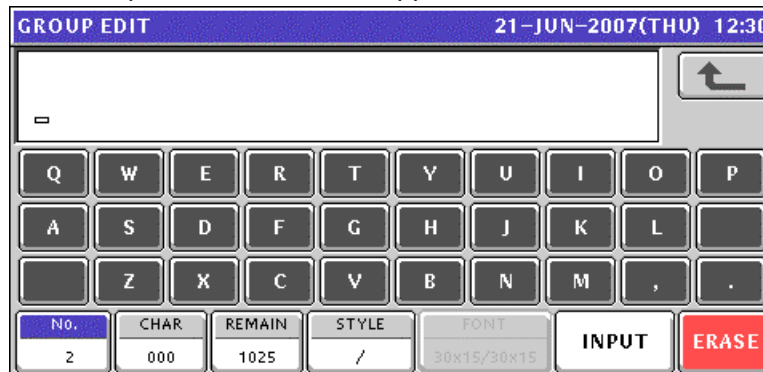 GROUP EDIT 21-JUN-2007(THU) 12:30
Q W E R T Y U I O P
A S D F G H J K L
Z X C V B N M , .
No. CHAR REMAIN STYLE FONT INPUT ERASE
2 000 1025 / 30x15/30x15